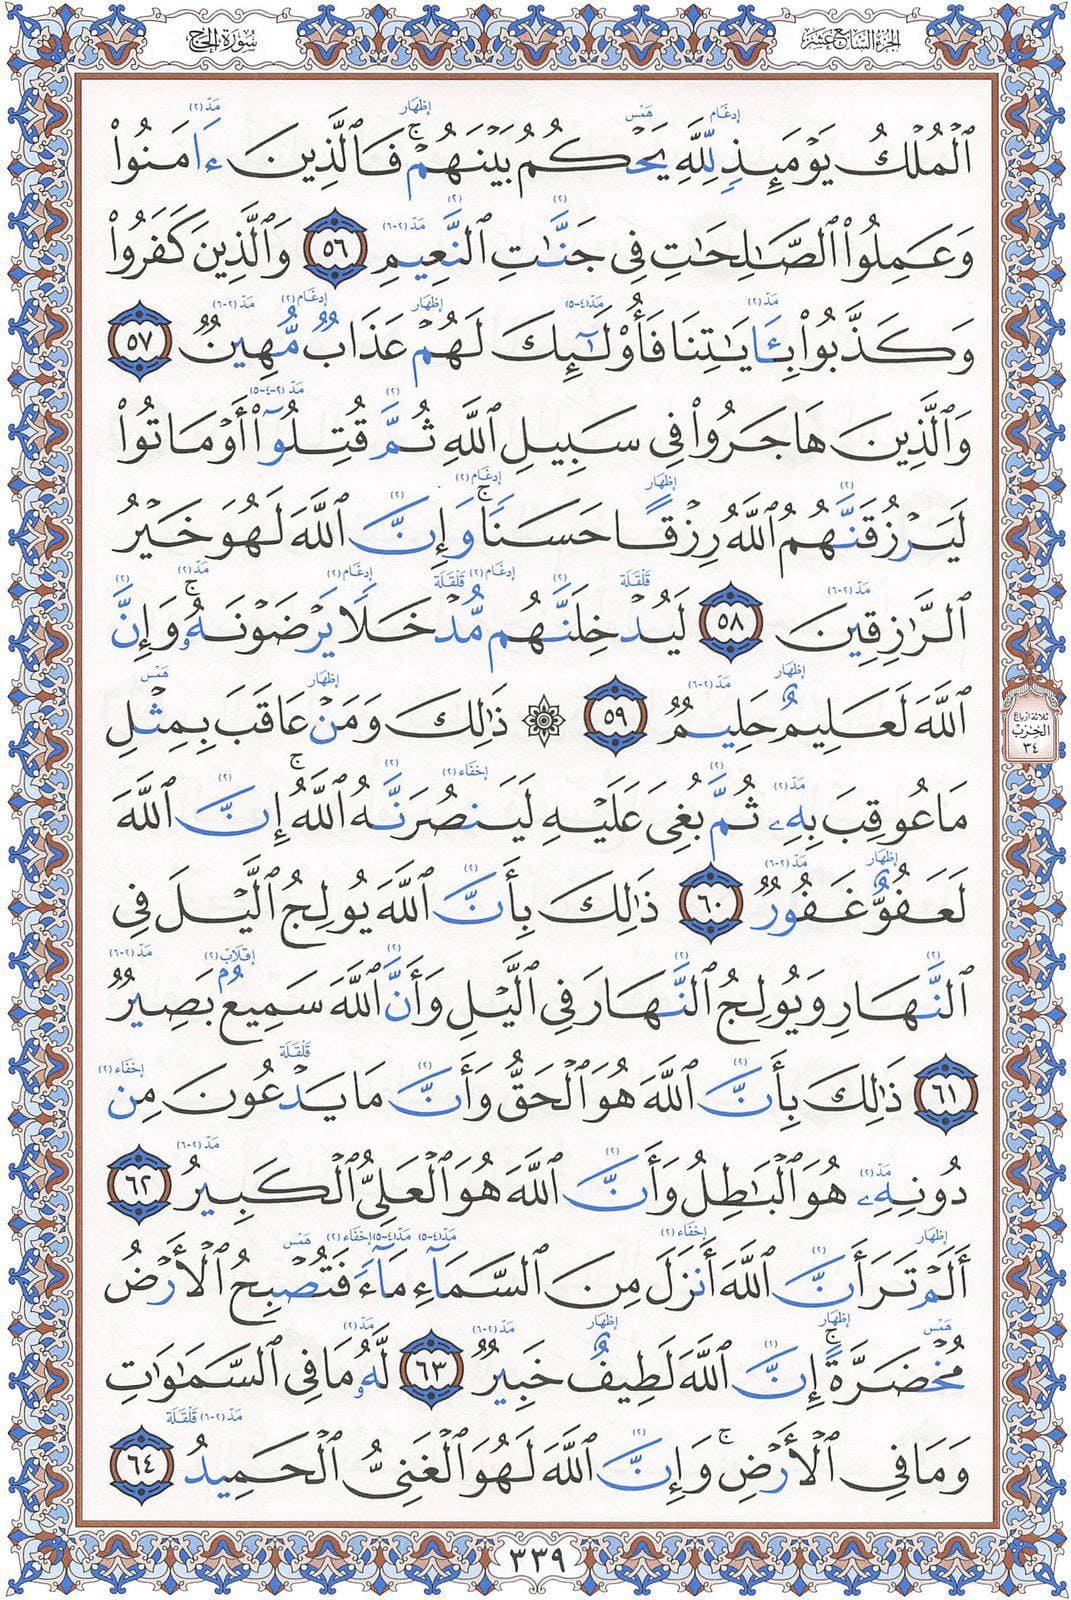 الجزء السابع عشر
سورة الحج
ٱلْمُلْكُ يَوْمَئِذٍ لِّلَّهِ يَحْكُمُ بَيْنَهُمْ ۚ فَٱلَّذِينَ ءَامَنُوا۟
وَعَمِلُوا۟ ٱلصَّٰلِحَٰتِ فِى جَنَّٰتِ ٱلنَّعِيمِ ٥٦ وَٱلَّذِينَ كَفَرُوا۟
وَكَذَّبُوا۟ بِـَٔايَٰتِنَا فَأُو۟لَٰٓئِكَ لَهُمْ عَذَابٌ مُّهِينٌ ٥٧
وَٱلَّذِينَ هَاجَرُوا۟ فِى سَبِيلِ ٱللَّهِ ثُمَّ قُتِلُوٓا۟ أَوْ مَاتُوا۟
لَيَرْزُقَنَّهُمُ ٱللَّهُ رِزْقًا حَسَنًا ۚ وَإِنَّ ٱللَّهَ لَهُوَ خَيْرُ
ٱلرَّٰزِقِينَ ٥٨ لَيُدْخِلَنَّهُم مُّدْخَلًا يَرْضَوْنَهُۥ ۚ وَإِنَّ
ٱللَّهَ لَعَلِيمٌ حَلِيمٌ ٥٩ ۞ ذَٰلِكَ وَمَنْ عَاقَبَ بِمِثْلِ
مَا عُوقِبَ بِهِۦ ثُمَّ بُغِىَ عَلَيْهِ لَيَنصُرَنَّهُ ٱللَّهُ ۚ إِنَّ ٱللَّهَ
لَعَفُوٌّ غَفُورٌ ٦٠ ذَٰلِكَ بِأَنَّ ٱللَّهَ يُولِجُ ٱلَّيْلَ فِى
ٱلنَّهَارِ وَيُولِجُ ٱلنَّهَارَ فِى ٱلَّيْلِ وَأَنَّ ٱللَّهَ سَمِيعٌۢ بَصِيرٌ
٦١ ذَٰلِكَ بِأَنَّ ٱللَّهَ هُوَ ٱلْحَقُّ وَأَنَّ مَا يَدْعُونَ مِن
دُونِهِۦ هُوَ ٱلْبَٰطِلُ وَأَنَّ ٱللَّهَ هُوَ ٱلْعَلِىُّ ٱلْكَبِيرُ ٦٢
أَلَمْ تَرَ أَنَّ ٱللَّهَ أَنزَلَ مِنَ ٱلسَّمَآءِ مَآءً فَتُصْبِحُ ٱلْأَرْضُ
مُخْضَرَّةً ۗ إِنَّ ٱللَّهَ لَطِيفٌ خَبِيرٌ ٦٣ لَّهُۥ مَا فِى ٱلسَّمَٰوَٰتِ
وَمَا فِى ٱلْأَرْضِ ۗ وَإِنَّ ٱللَّهَ لَهُوَ ٱلْغَنِىُّ ٱلْحَمِيدُ ٦٤
ثلاثة أرباع
الحزب
٣٤
٣٣٩